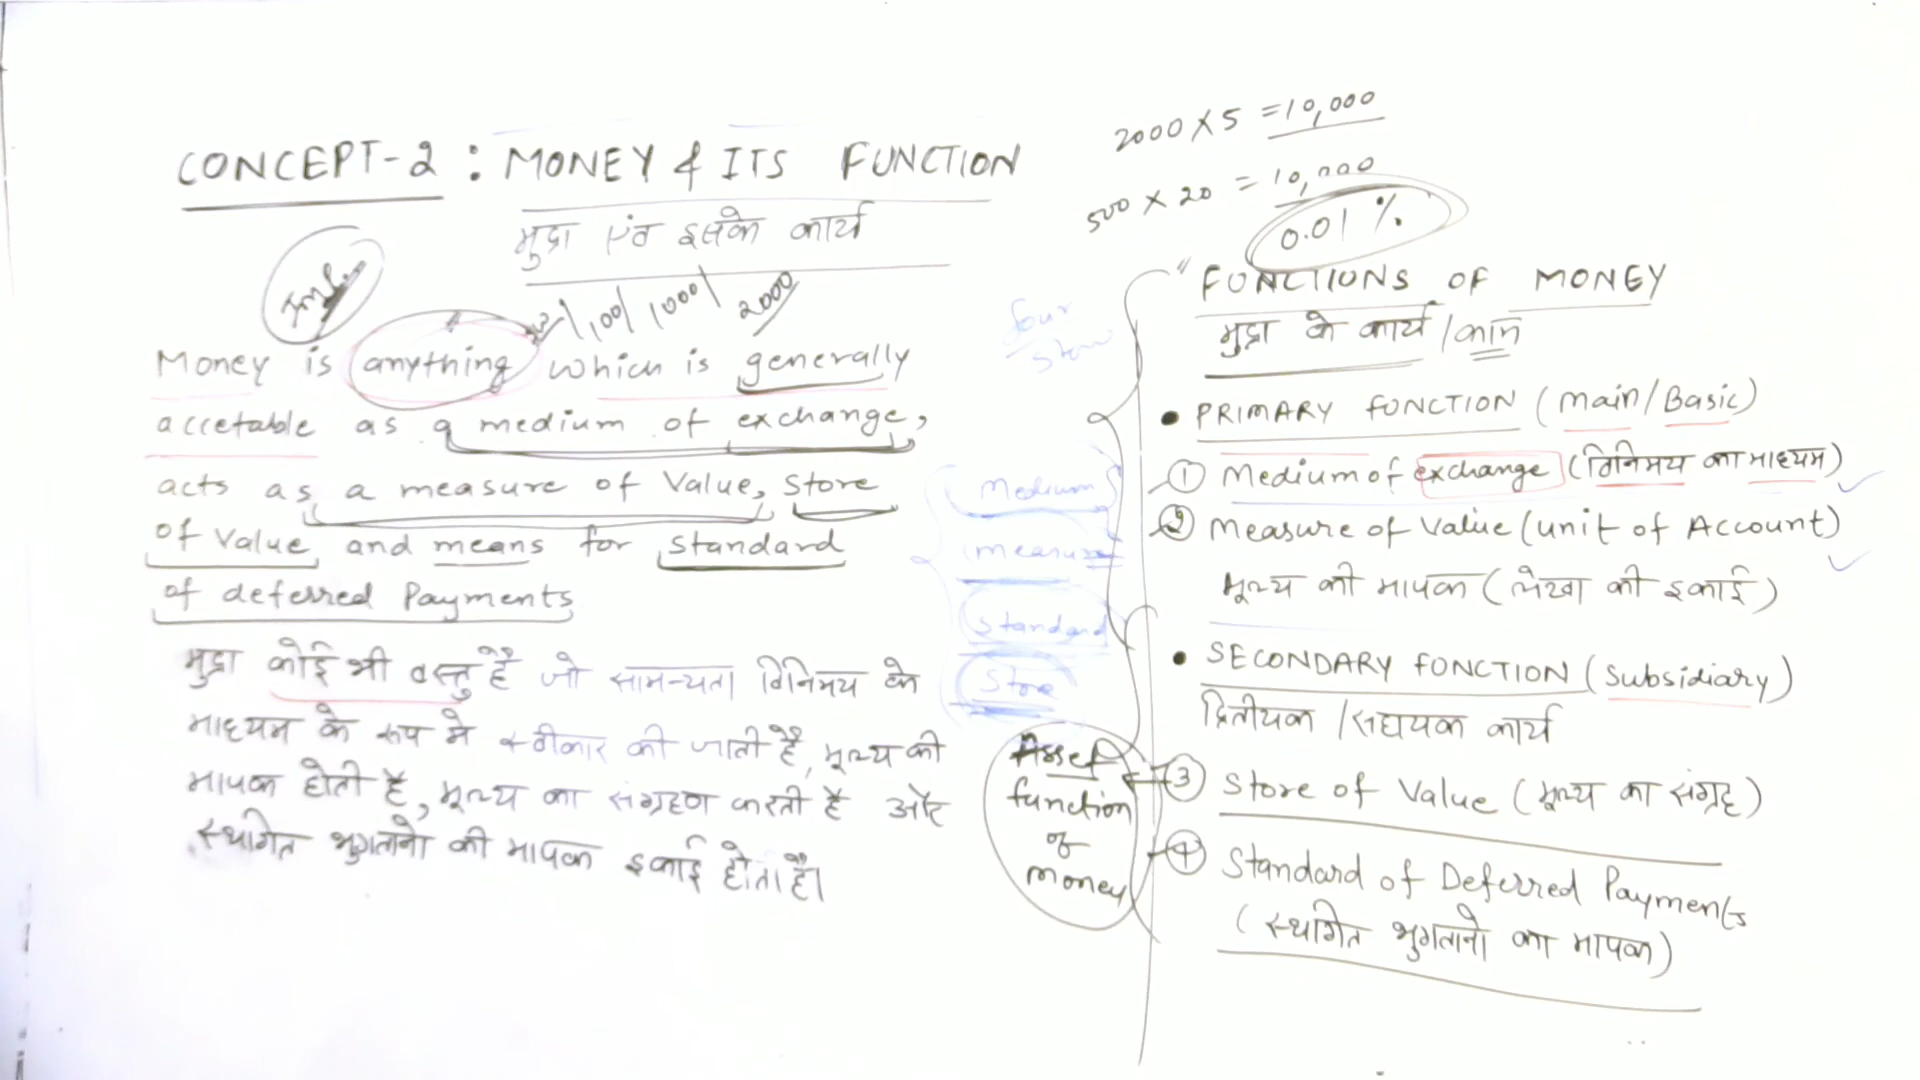 CONCEPT-2 : MONEY & ITS FUNCTION
मुद्रा एंव इसके कार्य
Imp.
100/ 1000/ 2000
Money is anything which is generally
accetable as a medium of exchange,
acts as a measure of Value, Store
of Value and means for Standard
of deferred Payments
मुद्रा कोई भी वस्तु है जो सामन्यता विनिमय के
माध्यम के रूप मे स्वीकार की जाती है, मूल्य की
मापक होती है, मूल्य का संग्रहण करती है और
स्थगित भुगतानो की मापक इकाई होता है।
four
Medium
measure
Standard
Store
Asset
function
of
money
2000 X 5 = 10,000
500 X 20 = 10,000
0.01 %
" FUNCTIONS OF MONEY
मुद्रा के कार्य / काम
• PRIMARY FUNCTION (Main/Basic)
① Medium of exchange (विनिमय का माध्यम)
② Measure of Value (unit of Account)
मूल्य की मापक (लेखा की इकाई)
• SECONDARY FUNCTION (Subsidiary)
द्वितीयक / सहायक कार्य
③ Store of Value (मूल्य का संग्रह)
④ Standard of Deferred Payments
(स्थगित भुगतानो का मापक)